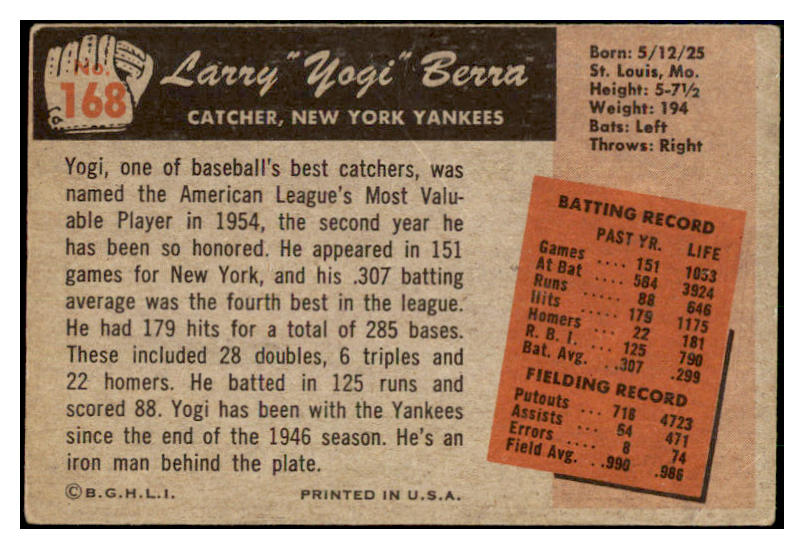 No. 168
Larry "Yogi" Berra
CATCHER, NEW YORK YANKEES
Born: 5/12/25
St. Louis, Mo.
Height: 5-7½
Weight: 194
Bats: Left
Throws: Right
Yogi, one of baseball's best catchers, was
named the American League's Most Valu-
able Player in 1954, the second year he
has been so honored. He appeared in 151
games for New York, and his .307 batting
average was the fourth best in the league.
He had 179 hits for a total of 285 bases.
These included 28 doubles, 6 triples and
22 homers. He batted in 125 runs and
scored 88. Yogi has been with the Yankees
since the end of the 1946 season. He's an
iron man behind the plate.
BATTING RECORD
PAST YR. LIFE
Games .... 151 1053
At Bat .... 584 3924
Runs .... 88 646
Hits .... 179 1175
Homers .... 22 181
R. B. I. .... 125 790
Bat. Avg. .. .307 .299
FIELDING RECORD
Putouts .. 718 4723
Assists .... 64 471
Errors .... 8 74
Field Avg. .. .990 .986
©B.G.H.L.I. PRINTED IN U.S.A.